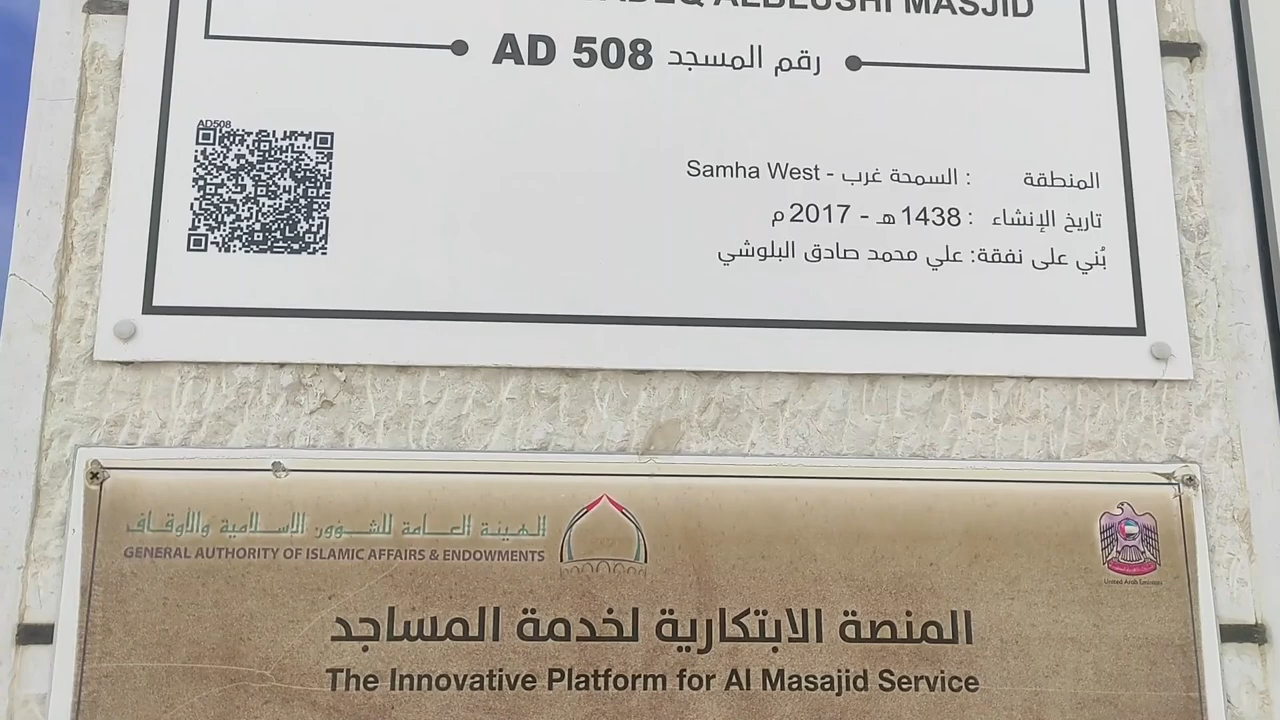 ALBLUSHI MASJID
AD 508 رقم المسجد
AD508
المنطقة : السمحة غرب - Samha West
تاريخ الإنشاء : 1438 هـ - 2017 م
بُني على نفقة: علي محمد صادق البلوشي
الهيئة العامة للشؤون الإسلامية والأوقاف
GENERAL AUTHORITY OF ISLAMIC AFFAIRS & ENDOWMENTS
United Arab Emirates
المنصة الابتكارية لخدمة المساجد
The Innovative Platform for Al Masajid Service